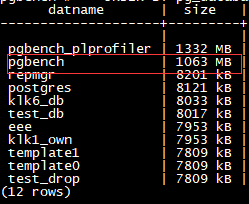 datname | size
pgbench_plprofiler | 1332 MB
pgbench | 1063 MB
repmgr | 8201 kB
postgres | 8121 kB
klk6_db | 8033 kB
test_db | 8017 kB
eee | 7953 kB
klk1_own | 7953 kB
template1 | 7809 kB
template0 | 7809 kB
test_drop | 7809 kB
(12 rows)